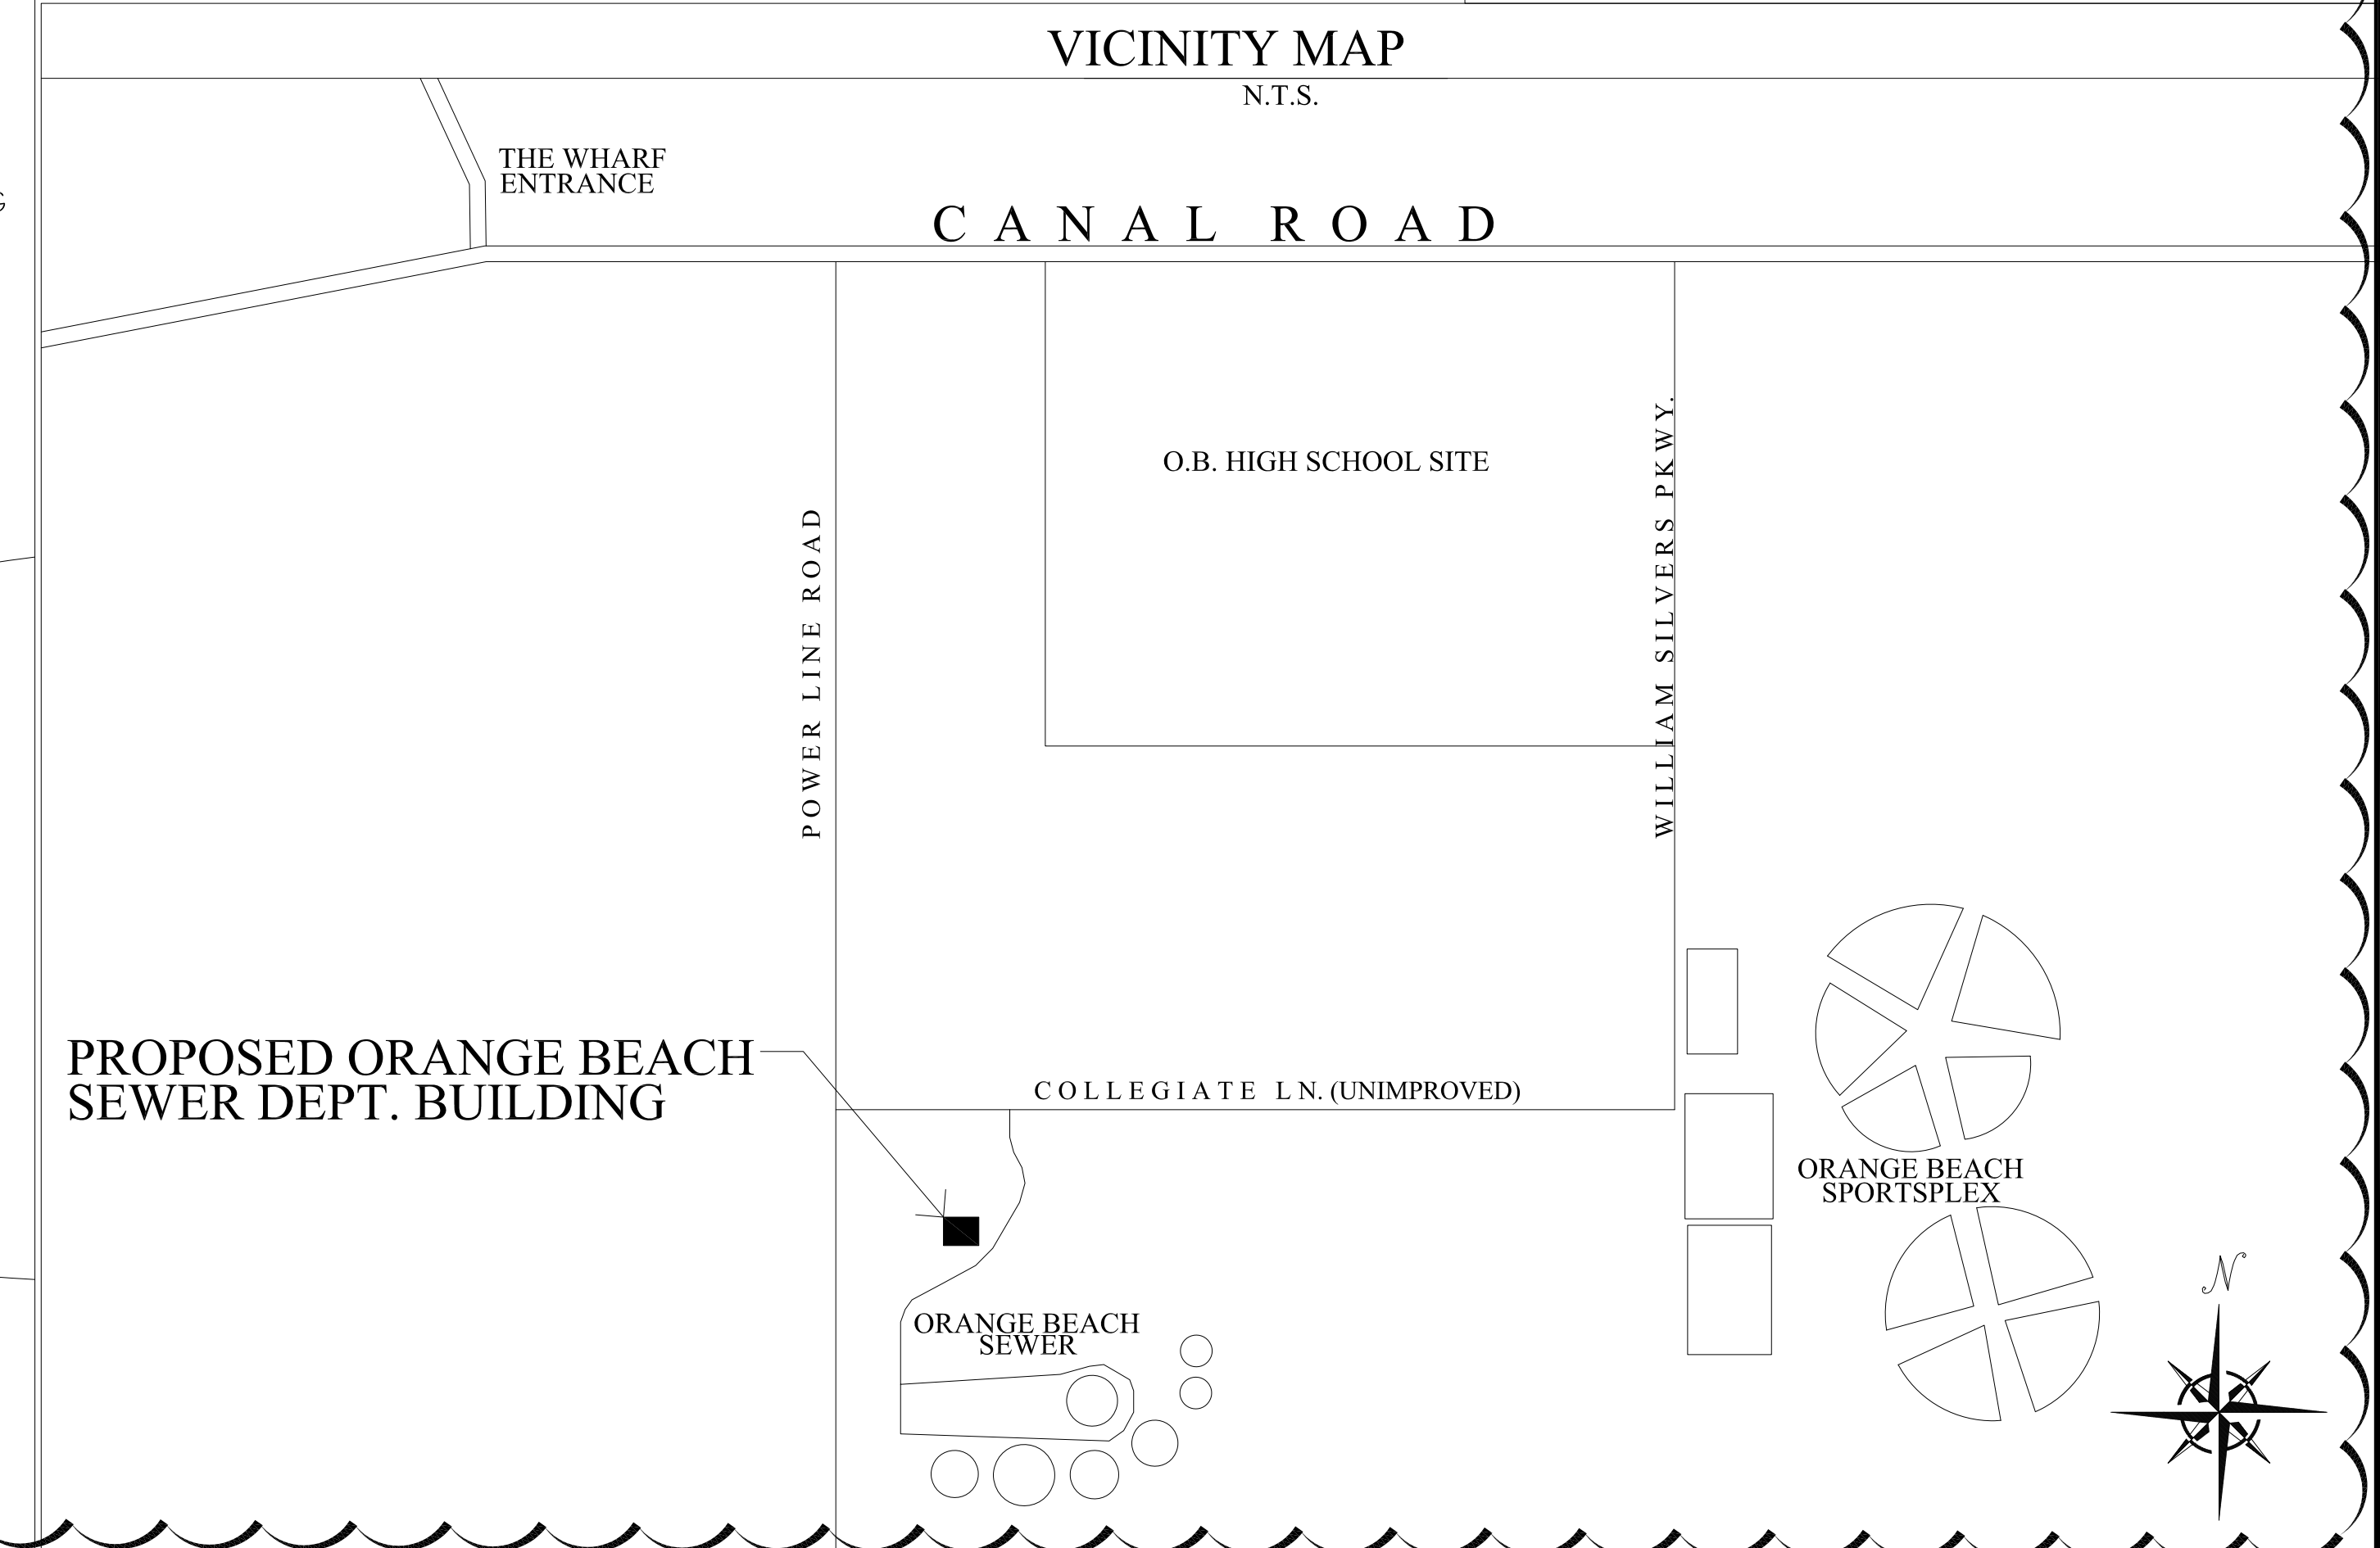 VICINITY MAP
N.T.S.
THE WHARF
ENTRANCE
CANAL ROAD
O.B. HIGH SCHOOL SITE
POWER LINE ROAD
WILLIAM SILVERS PKWY.
PROPOSED ORANGE BEACH
SEWER DEPT. BUILDING
COLLEGIATE LN. (UNIMPROVED)
ORANGE BEACH
SPORTSPLEX
N
ORANGE BEACH
SEWER